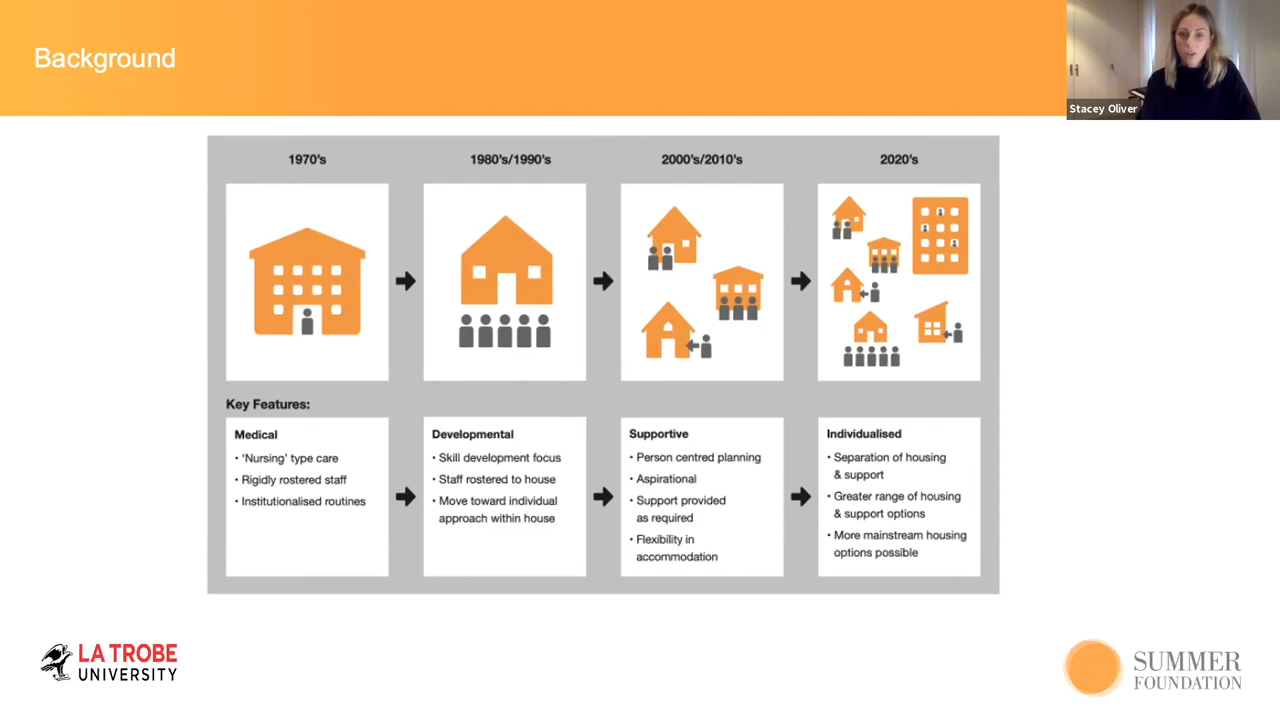 Background
Stacey Oliver
1970's
1980's/1990's
2000's/2010's
2020's
Key Features:
Medical
• 'Nursing' type care
• Rigidly rostered staff
• Institutionalised routines
Developmental
• Skill development focus
• Staff rostered to house
• Move toward individual
approach within house
Supportive
• Person centred planning
• Aspirational
• Support provided
as required
• Flexibility in
accommodation
Individualised
• Separation of housing
& support
• Greater range of housing
& support options
• More mainstream housing
options possible
LA TROBE
UNIVERSITY
SUMMER
FOUNDATION